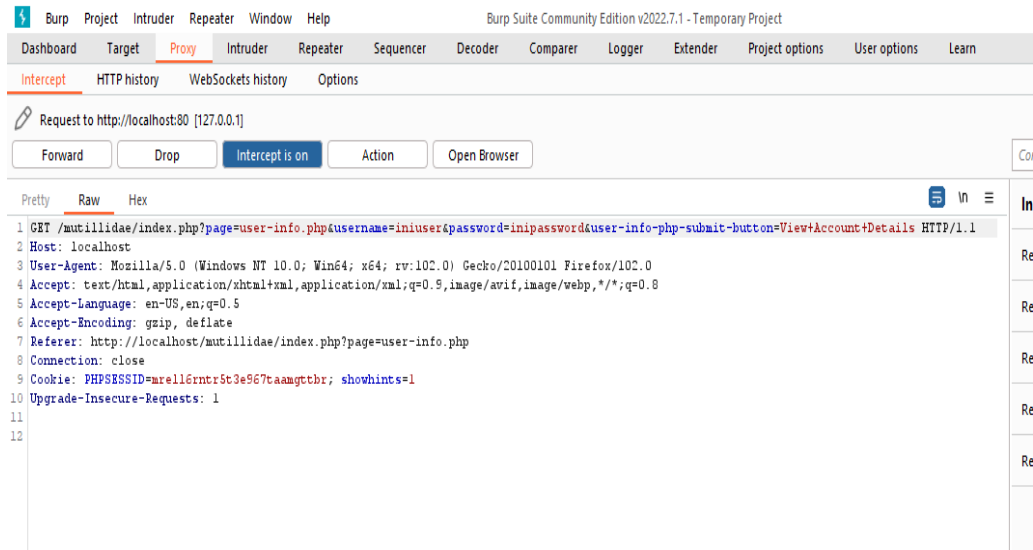 Burp Project Intruder Repeater Window Help Burp Suite Community Edition v2022.7.1 - Temporary Project
Dashboard Target Proxy Intruder Repeater Sequencer Decoder Comparer Logger Extender Project options User options Learn
Intercept HTTP history WebSockets history Options
Request to http://localhost:80 [127.0.0.1]
Forward Drop Intercept is on Action Open Browser
Pretty Raw Hex \n In
1 GET /mutillidae/index.php?page=user-info.php&username=iniuser&password=inipassword&user-info-php-submit-button=View+Account+Details HTTP/1.1
2 Host: localhost
3 User-Agent: Mozilla/5.0 (Windows NT 10.0; Win64; x64; rv:102.0) Gecko/20100101 Firefox/102.0
4 Accept: text/html,application/xhtml+xml,application/xml;q=0.9,image/avif,image/webp,*/*;q=0.8
5 Accept-Language: en-US,en;q=0.5
6 Accept-Encoding: gzip, deflate
7 Referer: http://localhost/mutillidae/index.php?page=user-info.php
8 Connection: close
9 Cookie: PHPSESSID=mrell6rntr5t3e967taamgttbr; showhints=1
10 Upgrade-Insecure-Requests: 1
11
12
Re
Re
Re
Re
Re